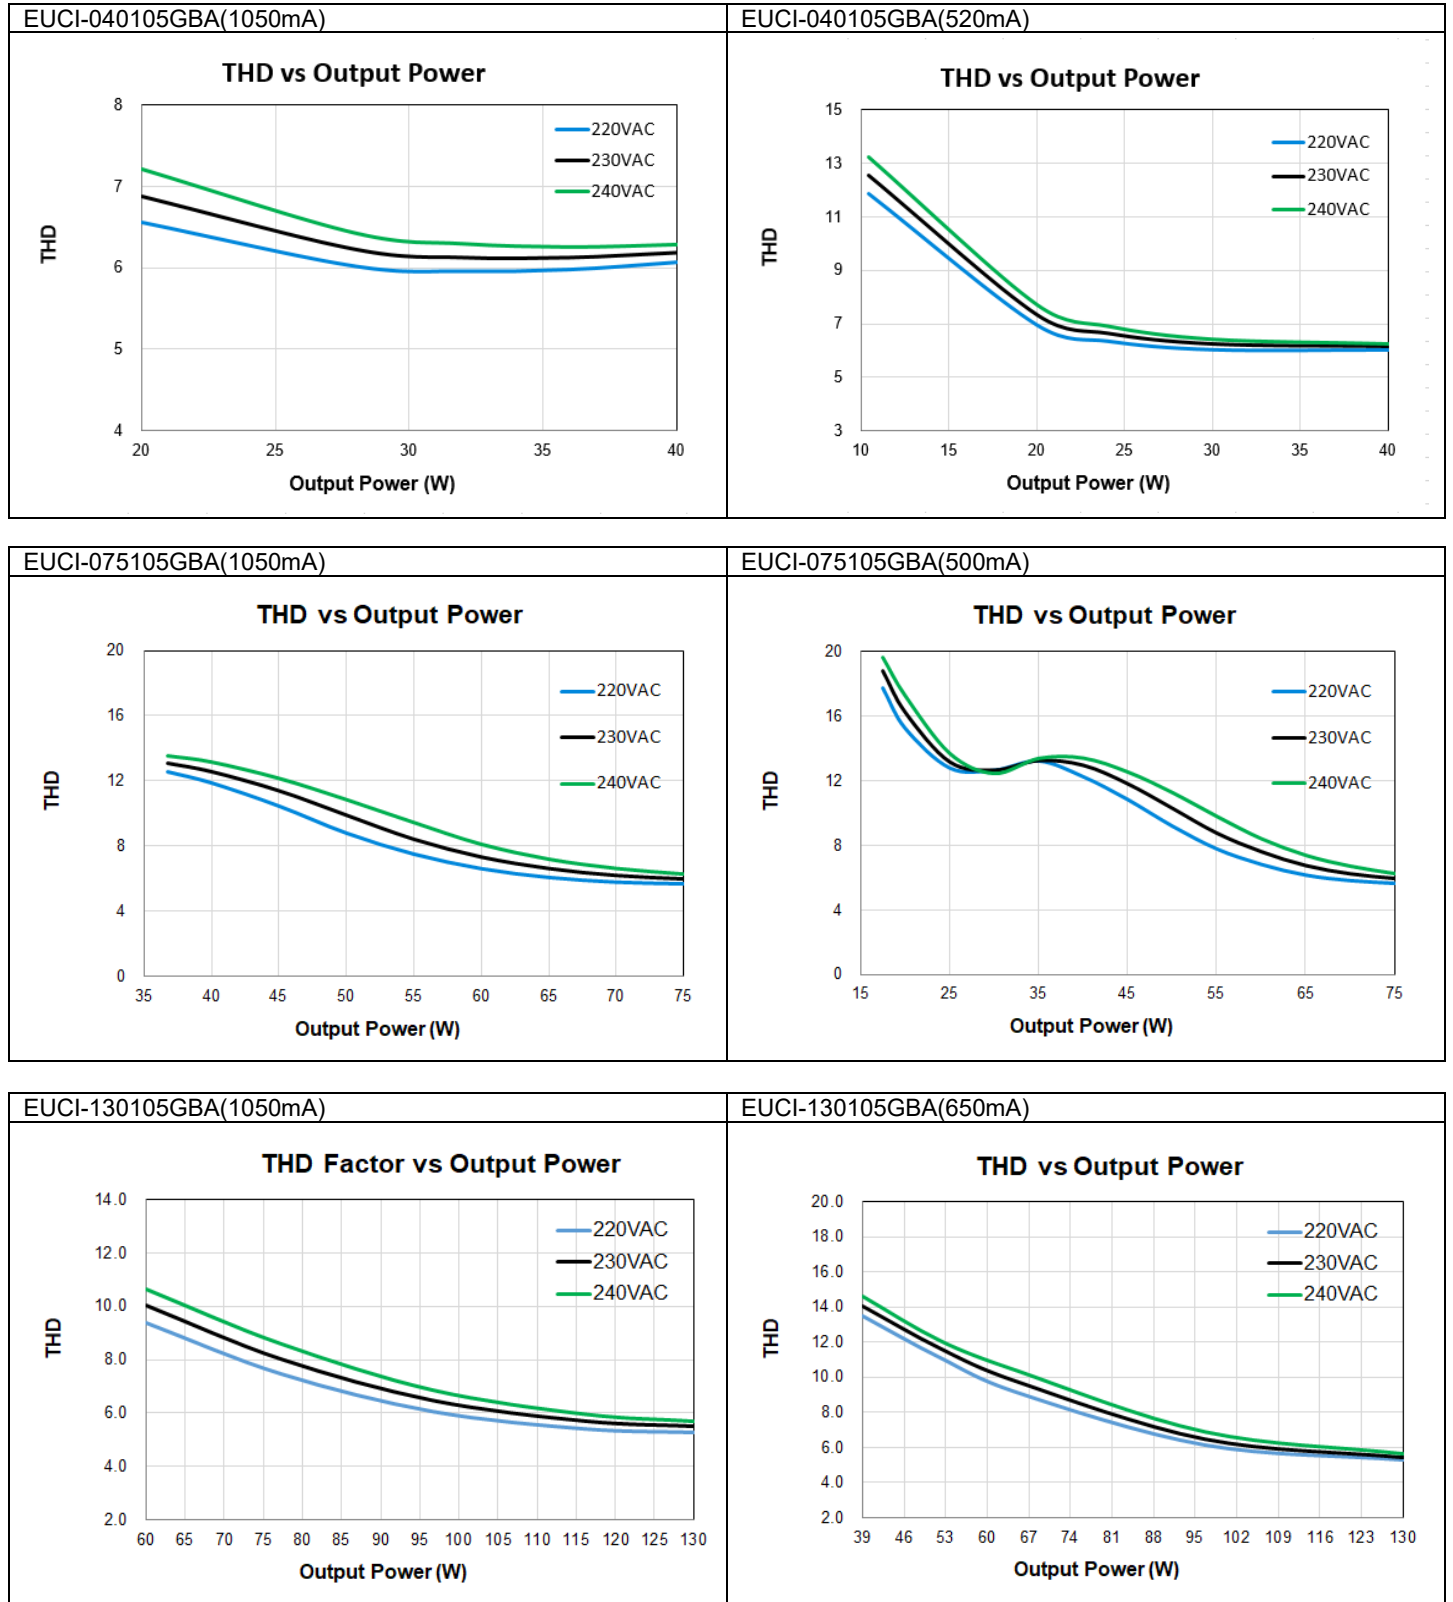 EUCI-040105GBA(1050mA)
EUCI-040105GBA(520mA)
THD vs Output Power
8
7
6
5
4
THD
220VAC
230VAC
240VAC
20 25 30 35 40
Output Power (W)
THD vs Output Power
15
13
11
9
7
5
3
THD
220VAC
230VAC
240VAC
10 15 20 25 30 35 40
Output Power (W)
EUCI-075105GBA(1050mA)
EUCI-075105GBA(500mA)
THD vs Output Power
20
16
12
8
4
0
THD
220VAC
230VAC
240VAC
35 40 45 50 55 60 65 70 75
Output Power (W)
THD vs Output Power
20
16
12
8
4
0
THD
220VAC
230VAC
240VAC
15 25 35 45 55 65 75
Output Power (W)
EUCI-130105GBA(1050mA)
EUCI-130105GBA(650mA)
THD Factor vs Output Power
14.0
12.0
10.0
8.0
6.0
4.0
2.0
THD
220VAC
230VAC
240VAC
60 65 70 75 80 85 90 95 100 105 110 115 120 125 130
Output Power (W)
THD vs Output Power
20.0
18.0
16.0
14.0
12.0
10.0
8.0
6.0
4.0
2.0
THD
220VAC
230VAC
240VAC
39 46 53 60 67 74 81 88 95 102 109 116 123 130
Output Power (W)